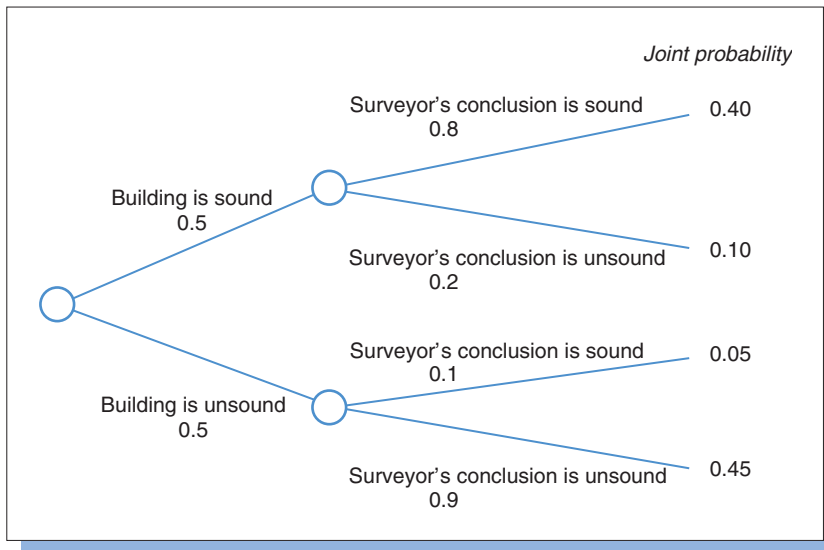 Joint probability
Surveyor's conclusion is sound
0.8
0.40
Building is sound
0.5
Surveyor's conclusion is unsound
0.2
0.10
Surveyor's conclusion is sound
0.1
0.05
Building is unsound
0.5
Surveyor's conclusion is unsound
0.9
0.45